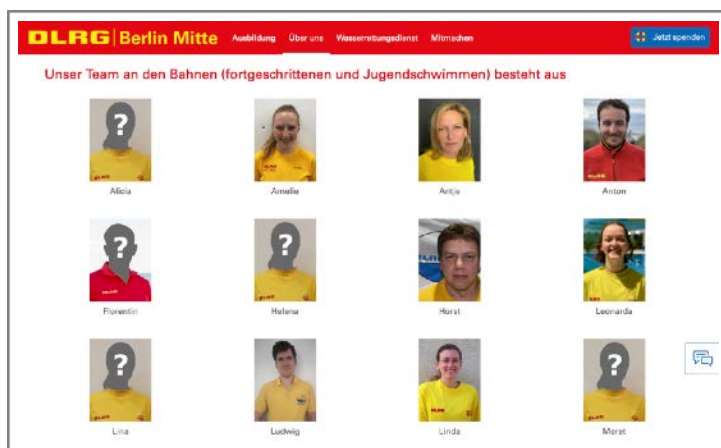 DLRG Berlin Mitte Ausbildung Über uns Wasserrettungsdienst Mitmachen Jetzt spenden
Unser Team an den Bahnen (fortgeschrittenen und Jugendschwimmen) besteht aus
? 
Alicia Amelie Antje Anton
? ?
Florentin Helena Horst Leonarda
? ?
Lina Ludwig Linda Meret